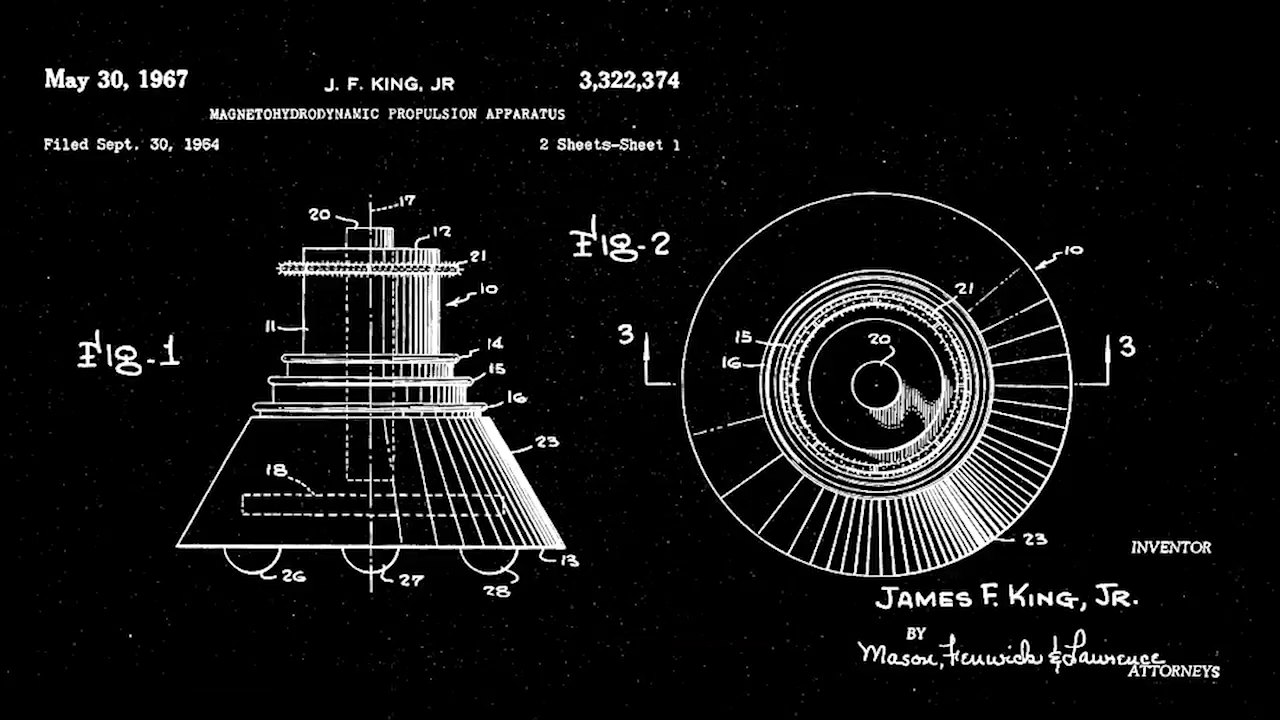 May 30, 1967 J. F. KING, JR 3,322,374
MAGNETOHYDRODYNAMIC PROPULSION APPARATUS
Filed Sept. 30, 1964 2 Sheets-Sheet 1
17
20
12
21
10
11
14
15
16
23
18
13
26
27
28
Fig-1
Fig-2
10
21
20
15
16
3
3
23
INVENTOR
JAMES F. KING, JR.
BY
Mason, Fenwick & Lawrence
ATTORNEYS